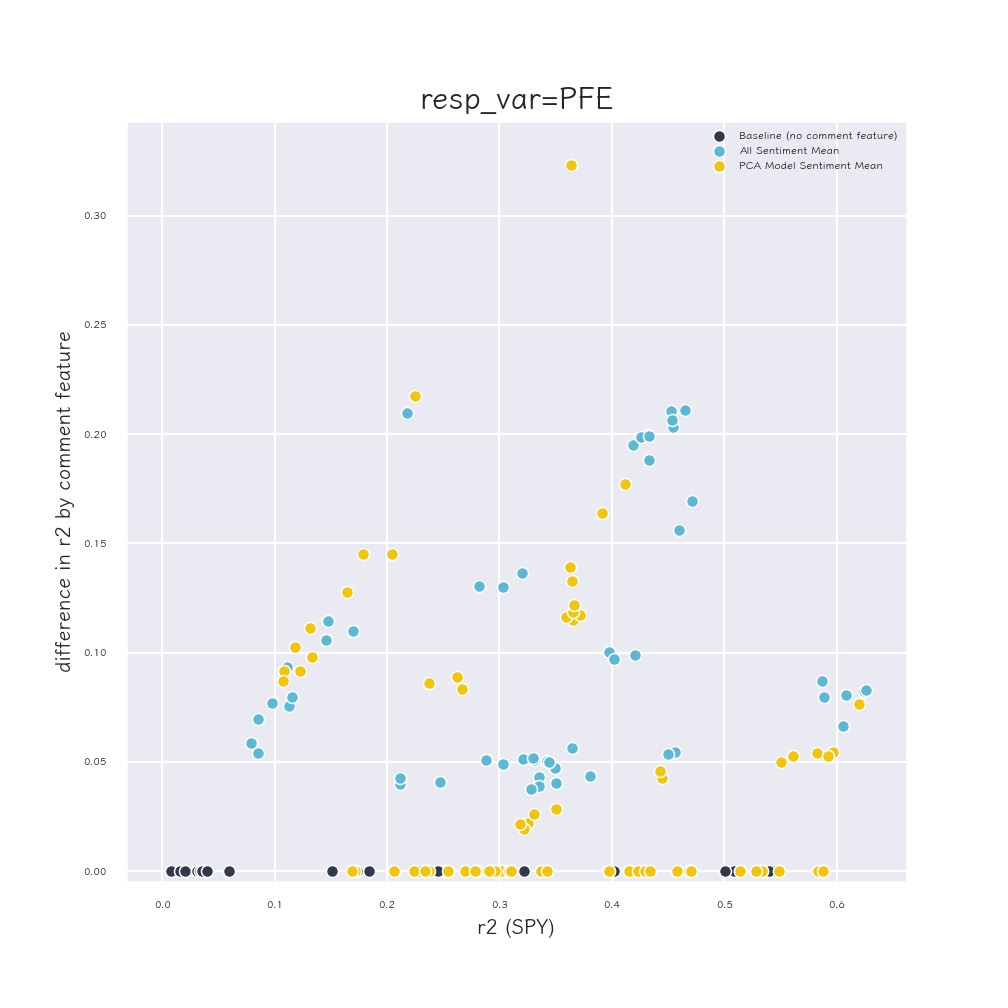 resp_var=PFE
Baseline (no comment feature)
All Sentiment Mean
PCA Model Sentiment Mean
difference in r2 by comment feature
0.30
0.25
0.20
0.15
0.10
0.05
0.00
0.0 0.1 0.2 0.3 0.4 0.5 0.6
r2 (SPY)